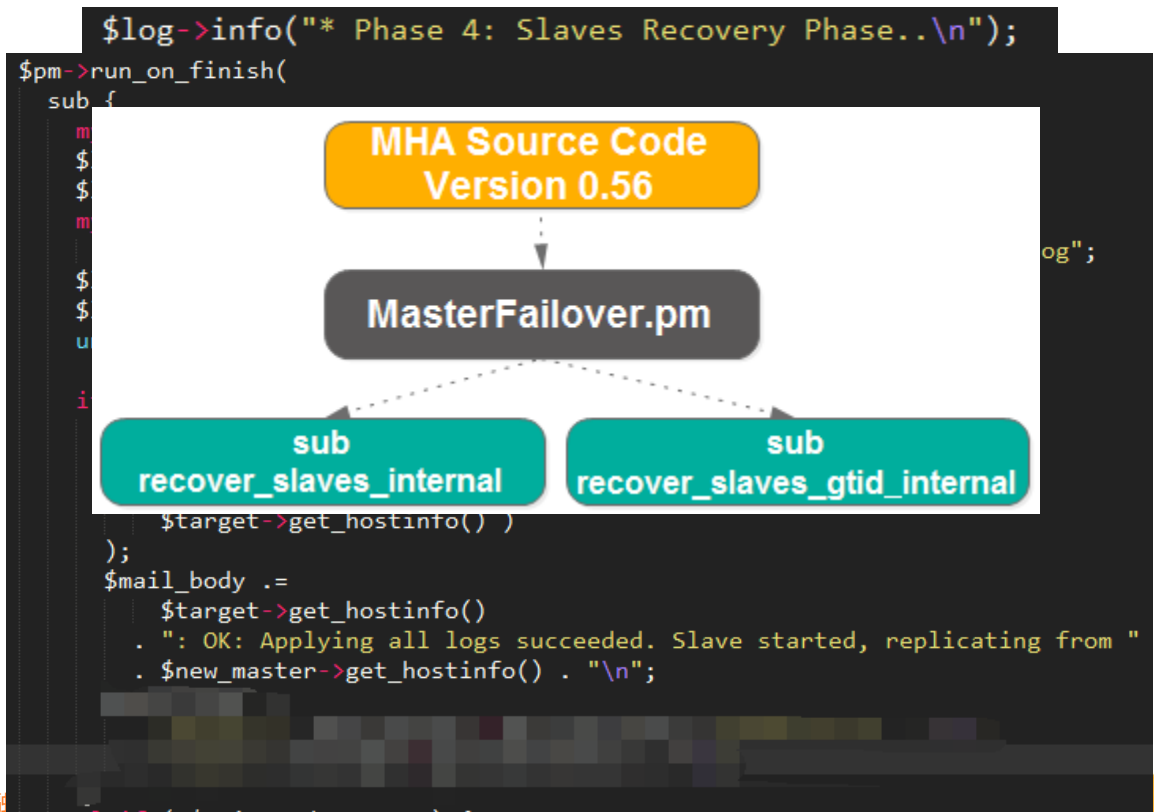 $log->info("* Phase 4: Slaves Recovery Phase..\n");
$pm->run_on_finish(
sub {
MHA Source Code
Version 0.56
og";
MasterFailover.pm
sub
recover_slaves_internal
sub
recover_slaves_gtid_internal
$target->get_hostinfo() )
);
$mail_body .=
$target->get_hostinfo()
. ": OK: Applying all logs succeeded. Slave started, replicating from "
. $new_master->get_hostinfo() . "\n";